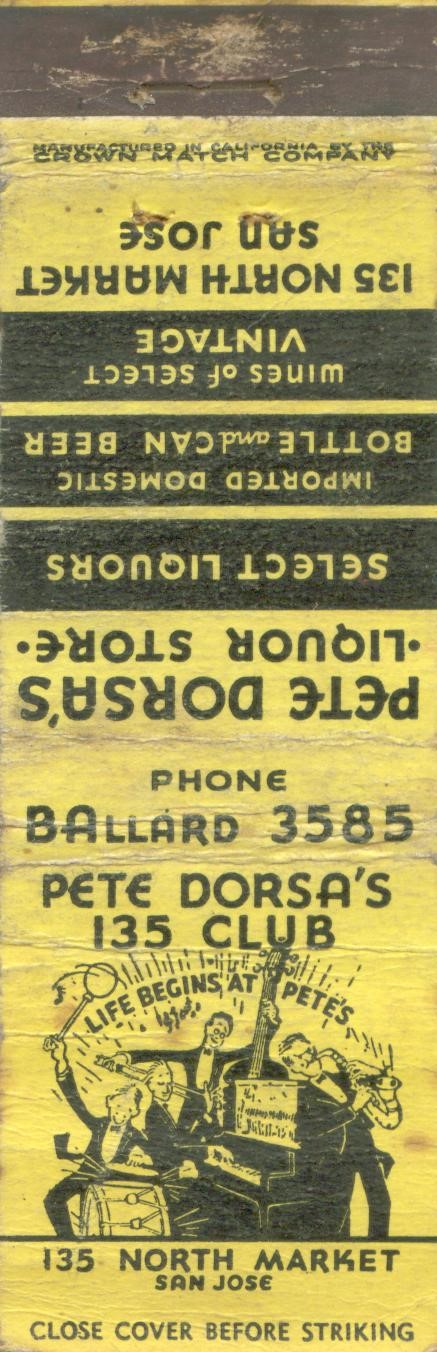 MANUFACTURED IN CALIFORNIA BY THE
CROWN MATCH COMPANY
PETE DORSA'S
•LIQUOR STORE•
SELECT LIQUORS
IMPORTED DOMESTIC
BOTTLE and CAN BEER
WINES OF SELECT
VINTAGE
135 NORTH MARKET
SAN JOSE
PHONE
BALLARD 3585
PETE DORSA'S
135 CLUB
LIFE BEGINS AT PETE'S
135 NORTH MARKET
SAN JOSE
CLOSE COVER BEFORE STRIKING